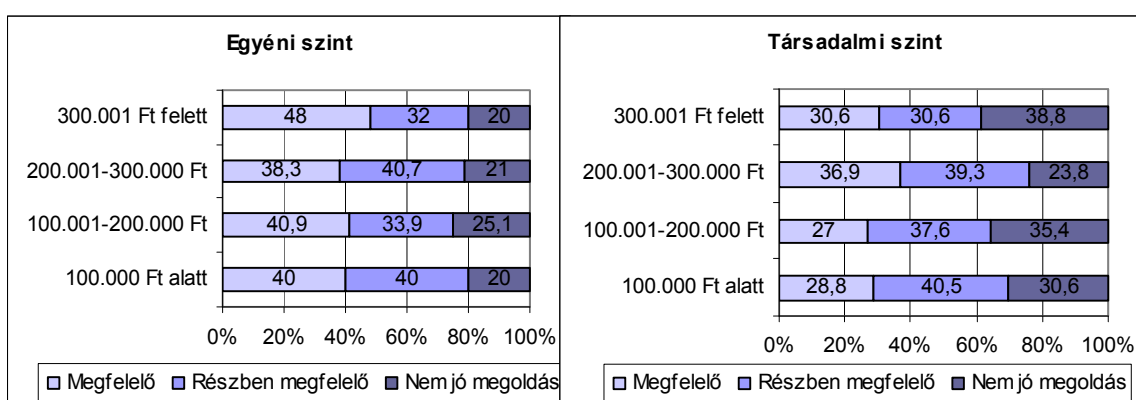 Egyéni szint
300.001 Ft felett 48 32 20
200.001-300.000 Ft 38,3 40,7 21
100.001-200.000 Ft 40,9 33,9 25,1
100.000 Ft alatt 40 40 20
0% 20% 40% 60% 80% 100%
Megfelelő Részben megfelelő Nem jó megoldás
Társadalmi szint
300.001 Ft felett 30,6 30,6 38,8
200.001-300.000 Ft 36,9 39,3 23,8
100.001-200.000 Ft 27 37,6 35,4
100.000 Ft alatt 28,8 40,5 30,6
0% 20% 40% 60% 80% 100%
Megfelelő Részben megfelelő Nem jó megoldás